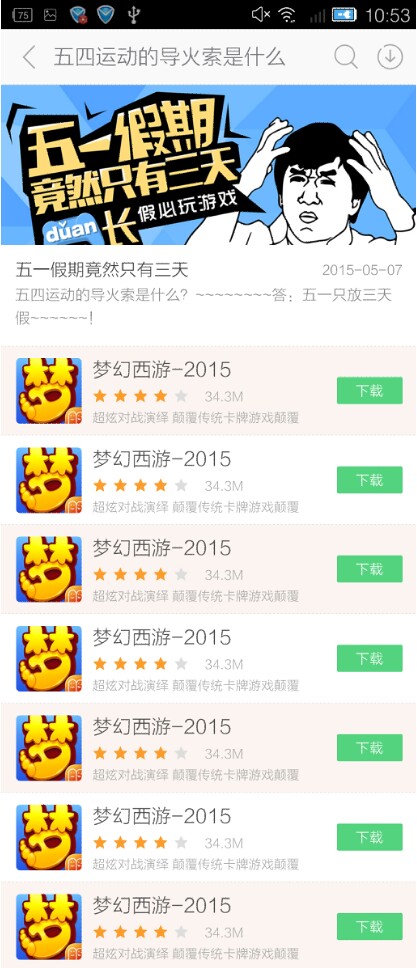 75
10:53
五四运动的导火索是什么
五一假期
竟然只有三天
duǎn
长
假必玩游戏
五一假期竟然只有三天
2015-05-07
五四运动的导火索是什么？~~~~~~~~答：五一只放三天
假~~~~~~！
梦幻西游-2015
34.3M
下载
超炫对战演绎 颠覆传统卡牌游戏颠覆
梦幻西游-2015
34.3M
下载
超炫对战演绎 颠覆传统卡牌游戏颠覆
梦幻西游-2015
34.3M
下载
超炫对战演绎 颠覆传统卡牌游戏颠覆
梦幻西游-2015
34.3M
下载
超炫对战演绎 颠覆传统卡牌游戏颠覆
梦幻西游-2015
34.3M
下载
超炫对战演绎 颠覆传统卡牌游戏颠覆
梦幻西游-2015
34.3M
下载
超炫对战演绎 颠覆传统卡牌游戏颠覆
梦幻西游-2015
34.3M
下载
超炫对战演绎 颠覆传统卡牌游戏颠覆